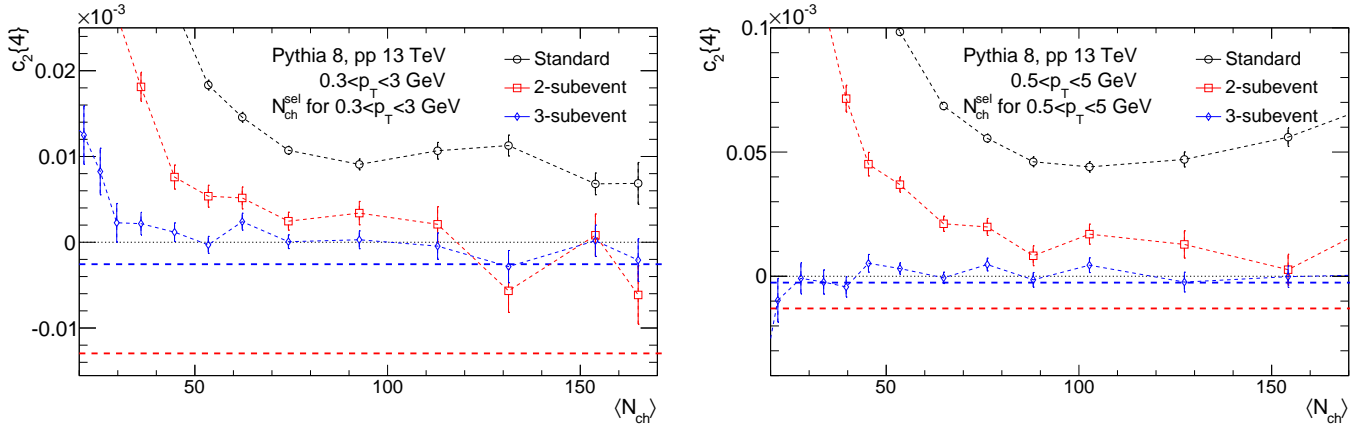 ×10⁻³
c₂{4}
0.02
0.01
0
-0.01
Pythia 8, pp 13 TeV
0.3<p_T<3 GeV
N_ch^sel for 0.3<p_T<3 GeV
Standard
2-subevent
3-subevent
50
100
150
⟨N_ch⟩
×10⁻³
c₂{4}
0.1
0.05
0
Pythia 8, pp 13 TeV
0.5<p_T<5 GeV
N_ch^sel for 0.5<p_T<5 GeV
Standard
2-subevent
3-subevent
50
100
150
⟨N_ch⟩